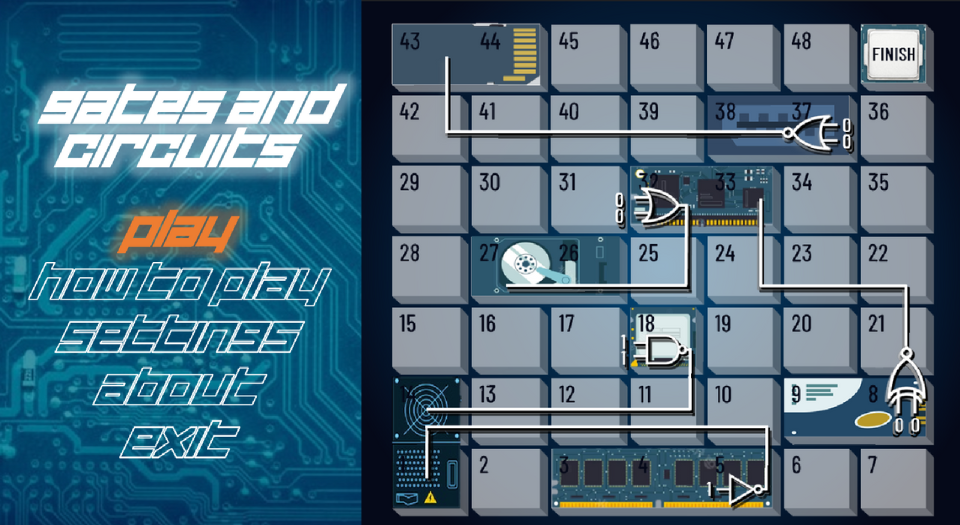 gates and
circuits
play
how to play
settings
about
exit
43 44 45 46 47 48 FINISH
42 41 40 39 38 37 0 0 36
29 30 31 0 0 32 33 34 35
28 27 26 25 24 23 22
15 16 17 1 1 18 19 20 21
13 12 11 10 9 8 0 0
2 3 4 5 1 6 7